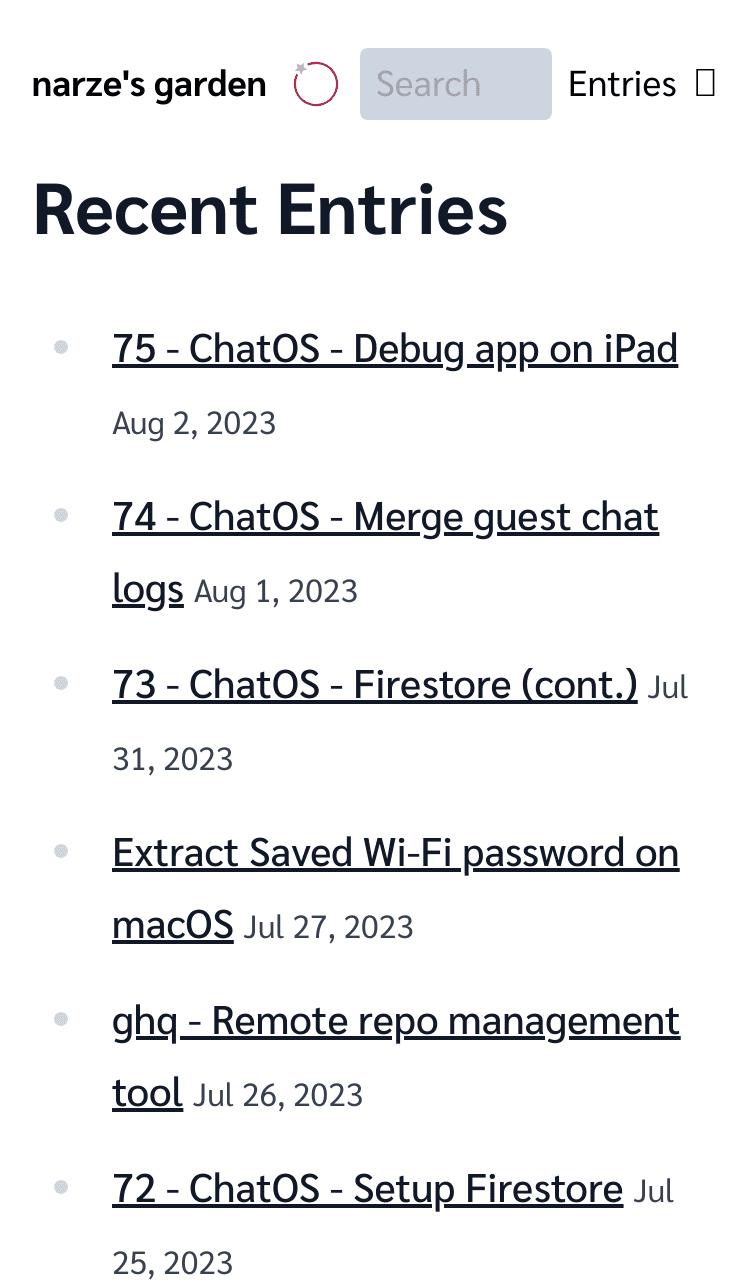 narze's garden Search Entries
Recent Entries
75 - ChatOS - Debug app on iPad
Aug 2, 2023
74 - ChatOS - Merge guest chat
logs Aug 1, 2023
73 - ChatOS - Firestore (cont.) Jul
31, 2023
Extract Saved Wi-Fi password on
macOS Jul 27, 2023
ghq - Remote repo management
tool Jul 26, 2023
72 - ChatOS - Setup Firestore Jul
25, 2023